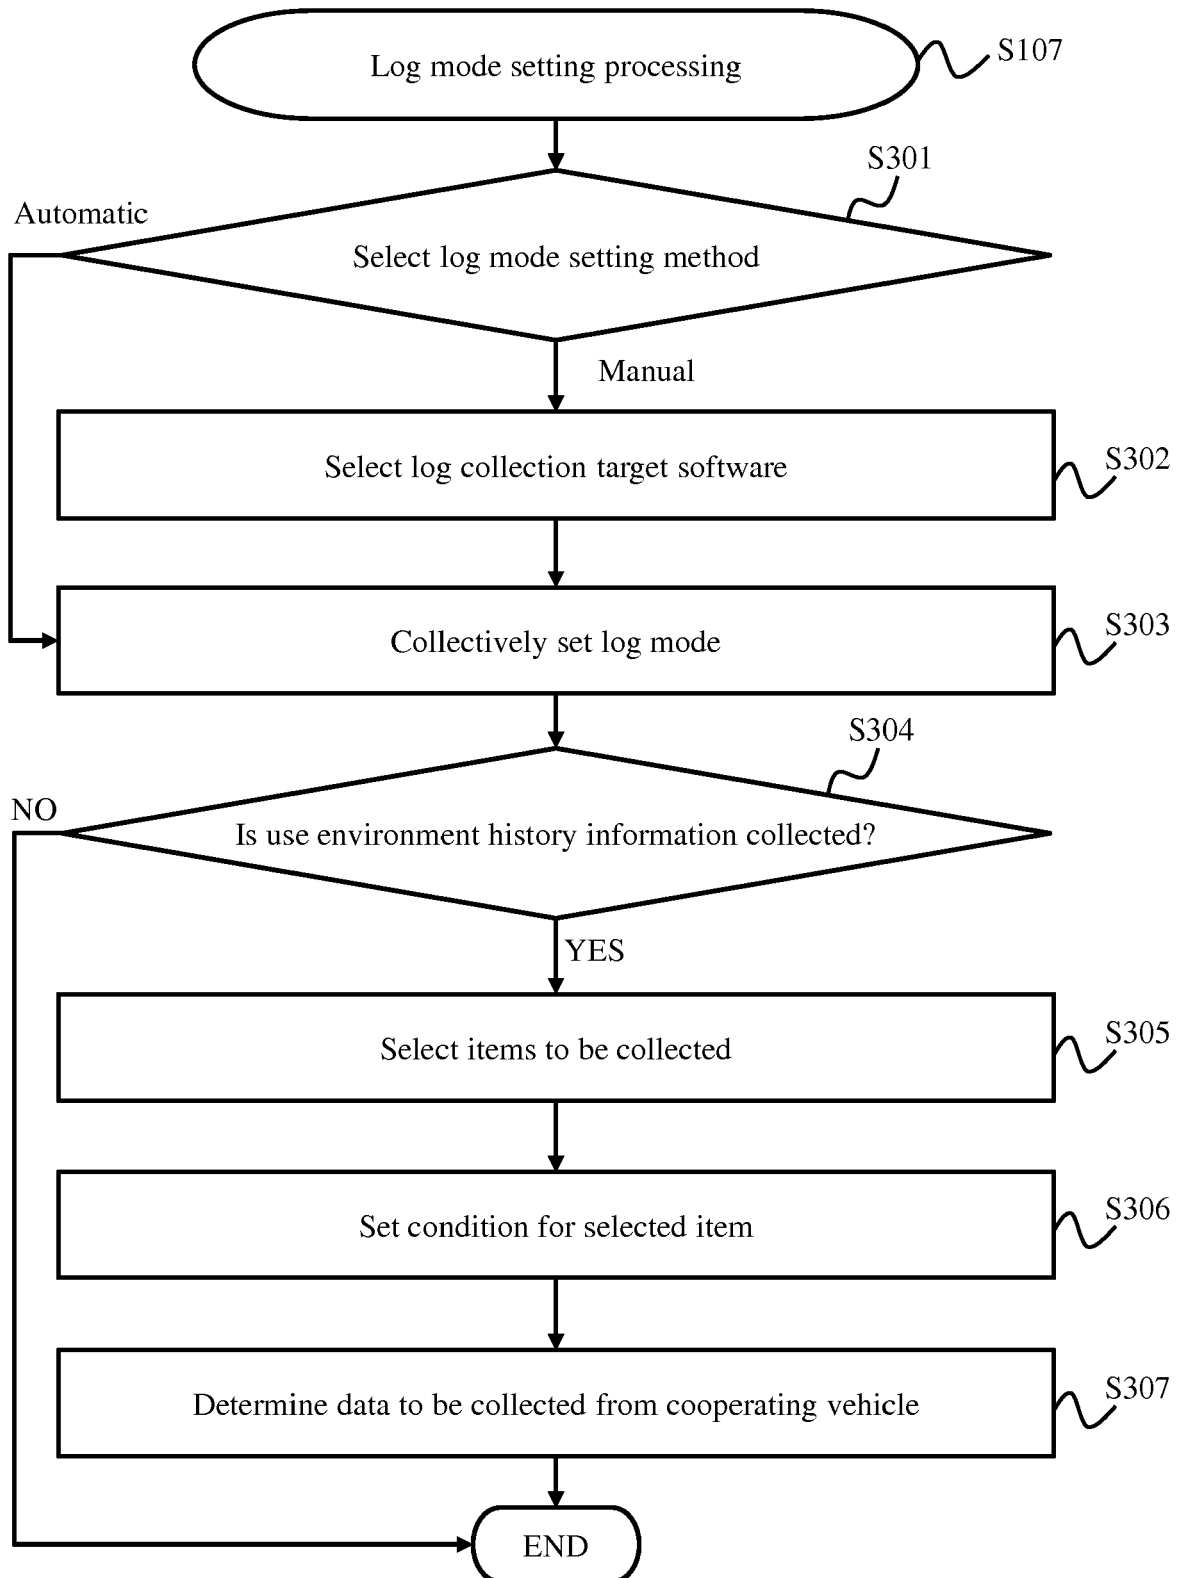 Log mode setting processing
S107
S301
Automatic
Select log mode setting method
Manual
Select log collection target software
S302
Collectively set log mode
S303
S304
NO
Is use environment history information collected?
YES
Select items to be collected
S305
Set condition for selected item
S306
Determine data to be collected from cooperating vehicle
S307
END